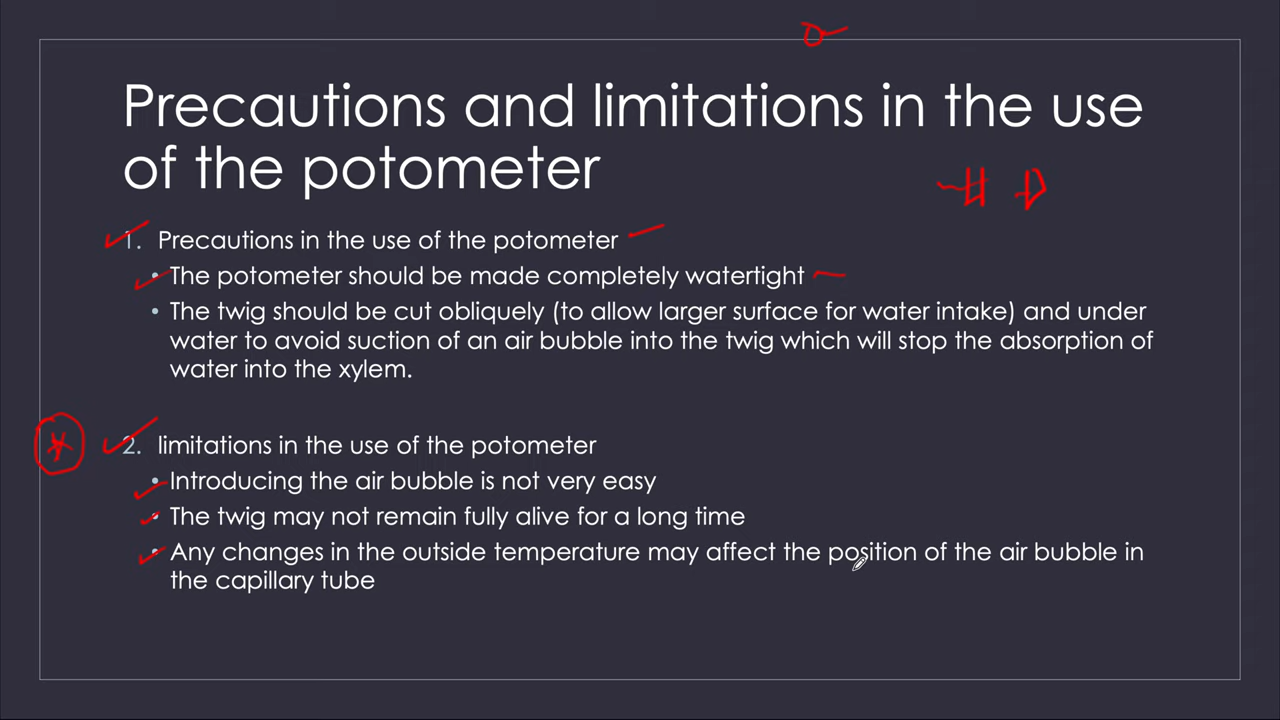 Precautions and limitations in the use
of the potometer
1. Precautions in the use of the potometer
• The potometer should be made completely watertight
• The twig should be cut obliquely (to allow larger surface for water intake) and under
water to avoid suction of an air bubble into the twig which will stop the absorption of
water into the xylem.
2. limitations in the use of the potometer
• Introducing the air bubble is not very easy
• The twig may not remain fully alive for a long time
• Any changes in the outside temperature may affect the position of the air bubble in
the capillary tube